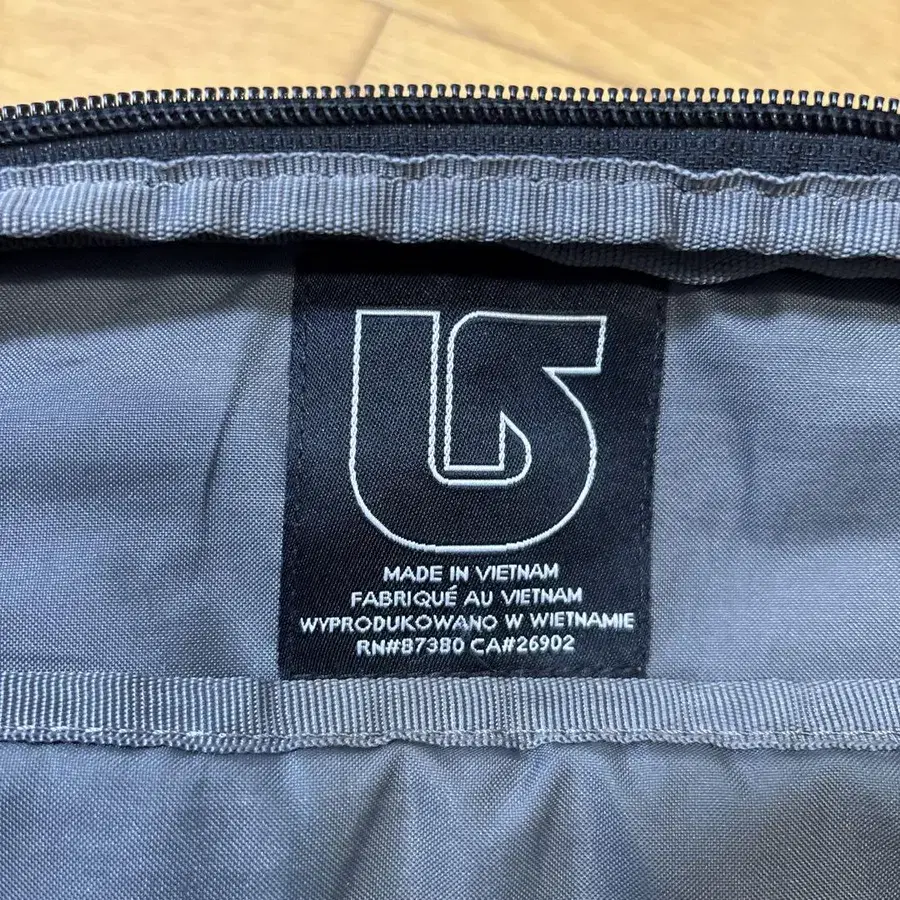 MADE IN VIETNAM
FABRIQUÉ AU VIETNAM
WYPRODUKOWANO W WIETNAMIE
RN#87380 CA#26902